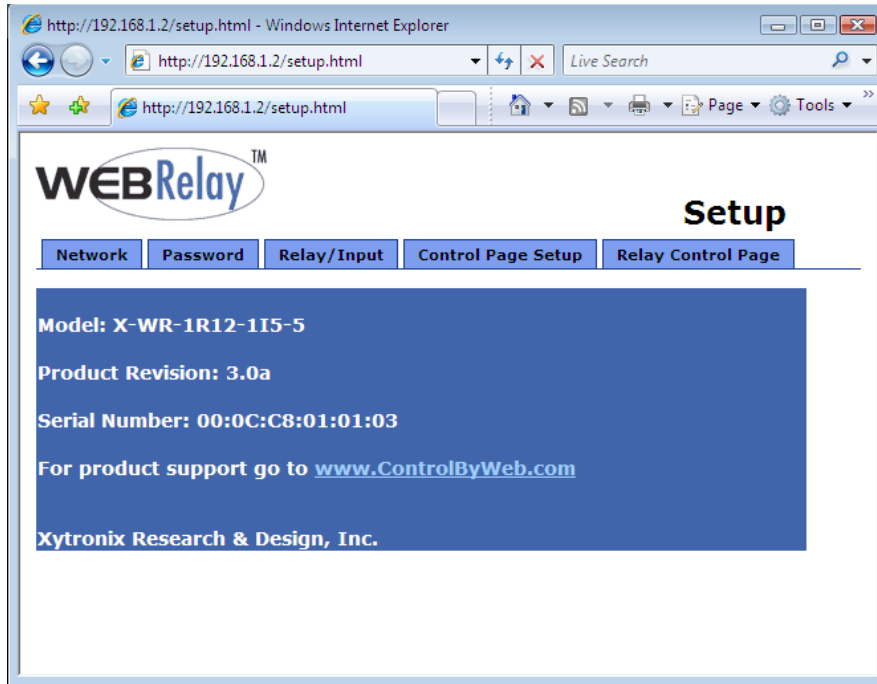 http://192.168.1.2/setup.html - Windows Internet Explorer
http://192.168.1.2/setup.html Live Search
http://192.168.1.2/setup.html Page Tools »
WEBRelay™
Setup
Network Password Relay/Input Control Page Setup Relay Control Page
Model: X-WR-1R12-1I5-5
Product Revision: 3.0a
Serial Number: 00:0C:C8:01:01:03
For product support go to www.ControlByWeb.com
Xytronix Research & Design, Inc.